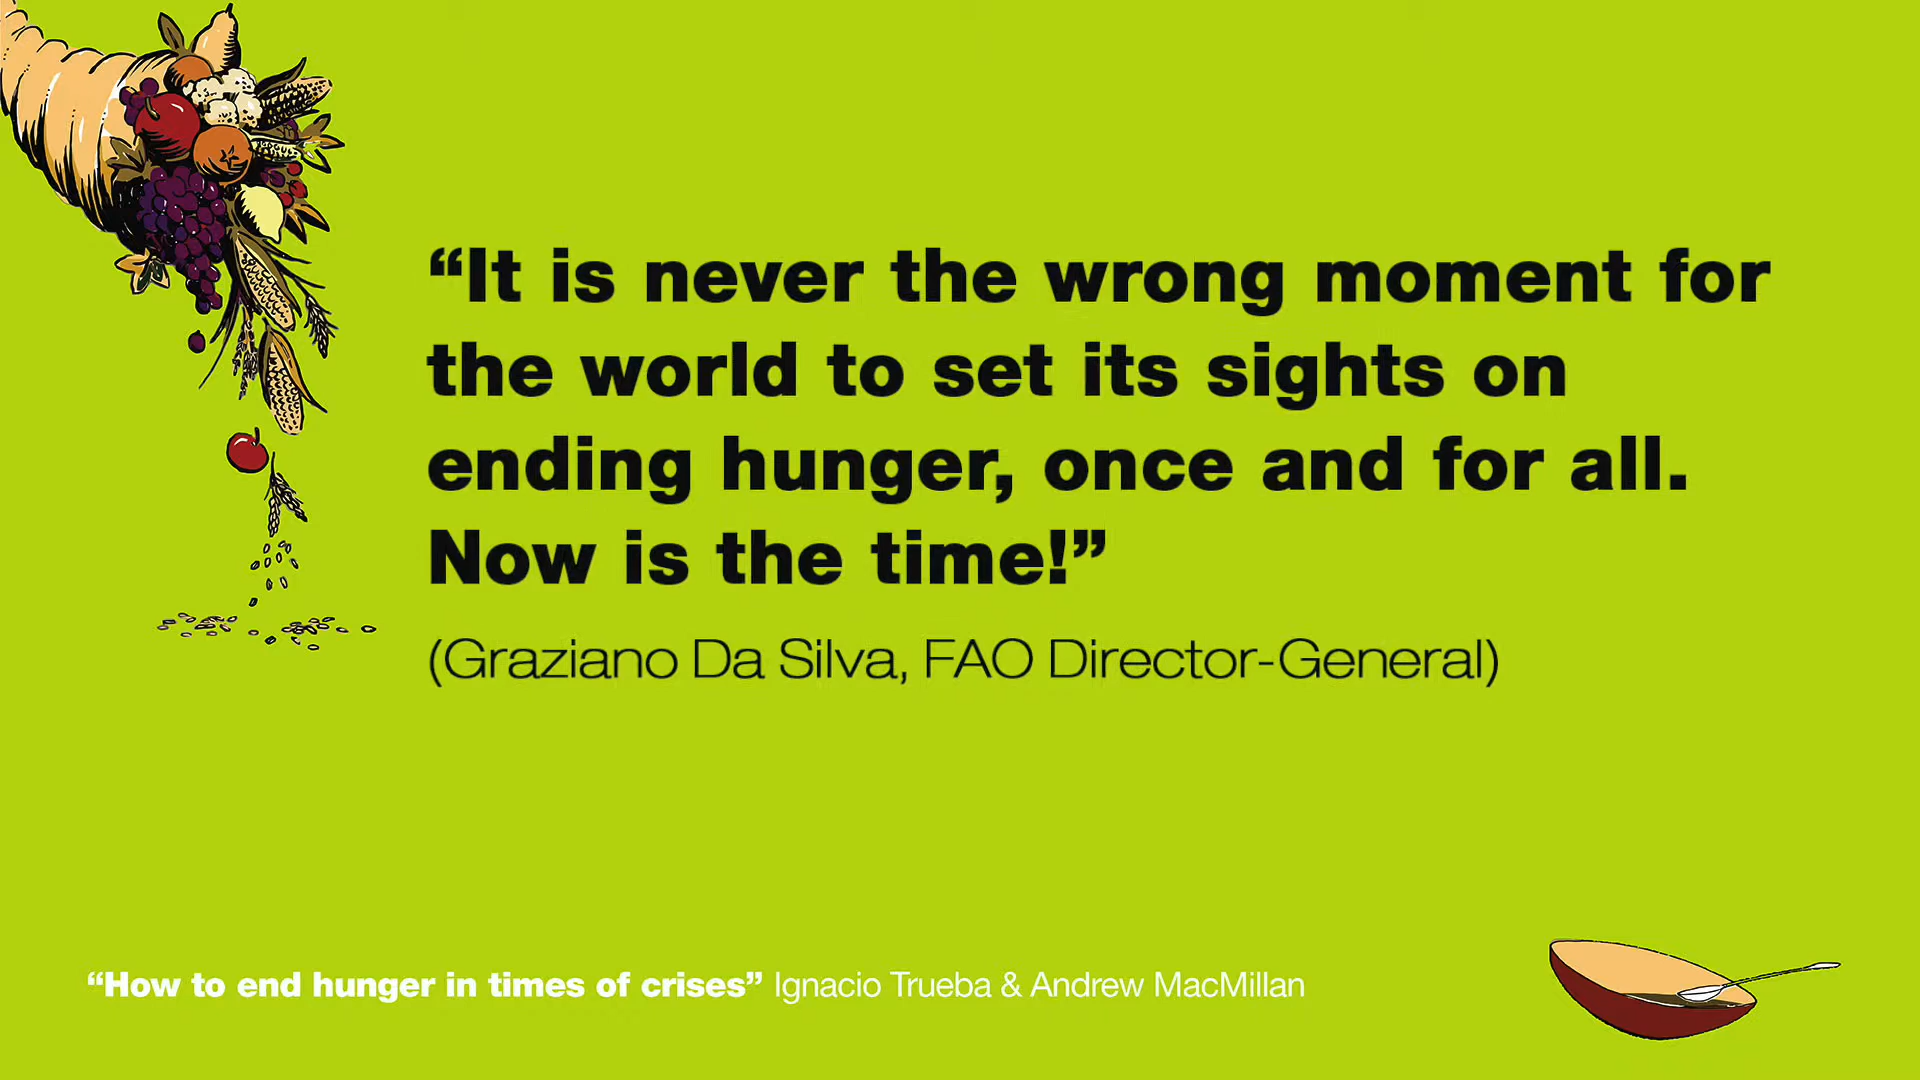 “It is never the wrong moment for
the world to set its sights on
ending hunger, once and for all.
Now is the time!”
(Graziano Da Silva, FAO Director-General)
“How to end hunger in times of crises” Ignacio Trueba & Andrew MacMillan